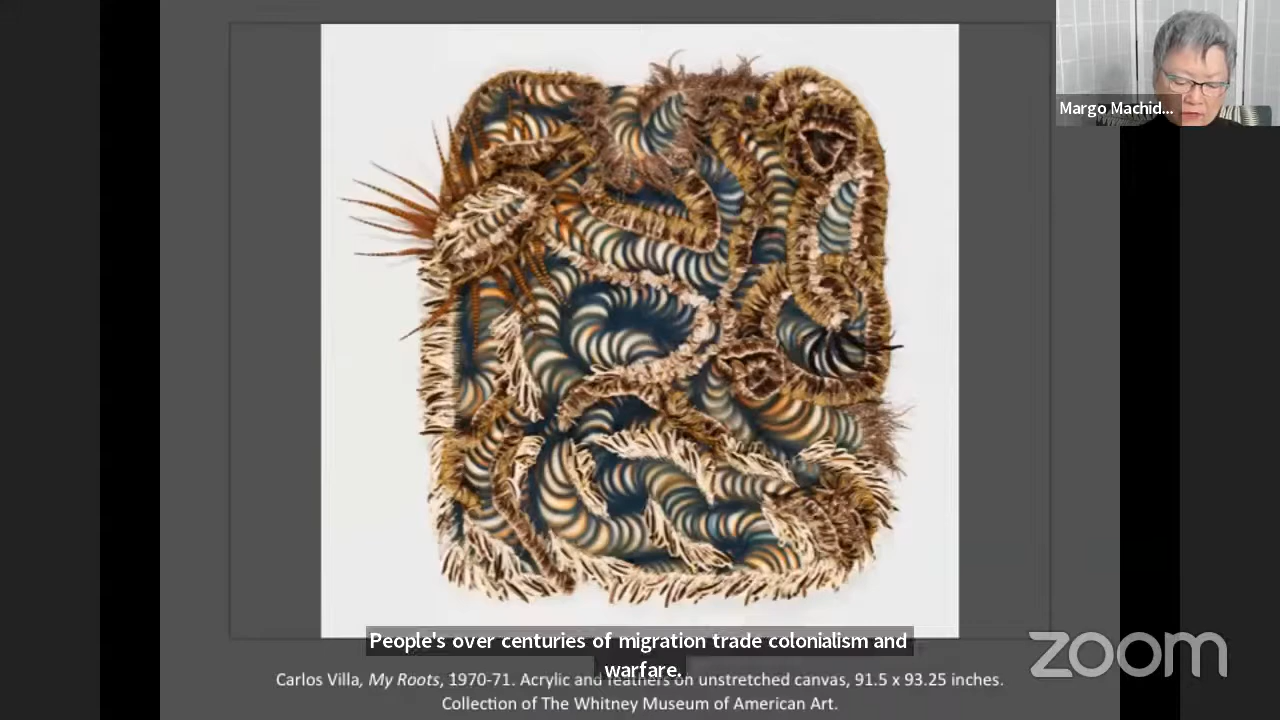 Margo Machid...
People's over centuries of migration trade colonialism and
warfare.
Carlos Villa, My Roots, 1970-71. Acrylic and feathers on unstretched canvas, 91.5 x 93.25 inches.
Collection of The Whitney Museum of American Art.
zoom